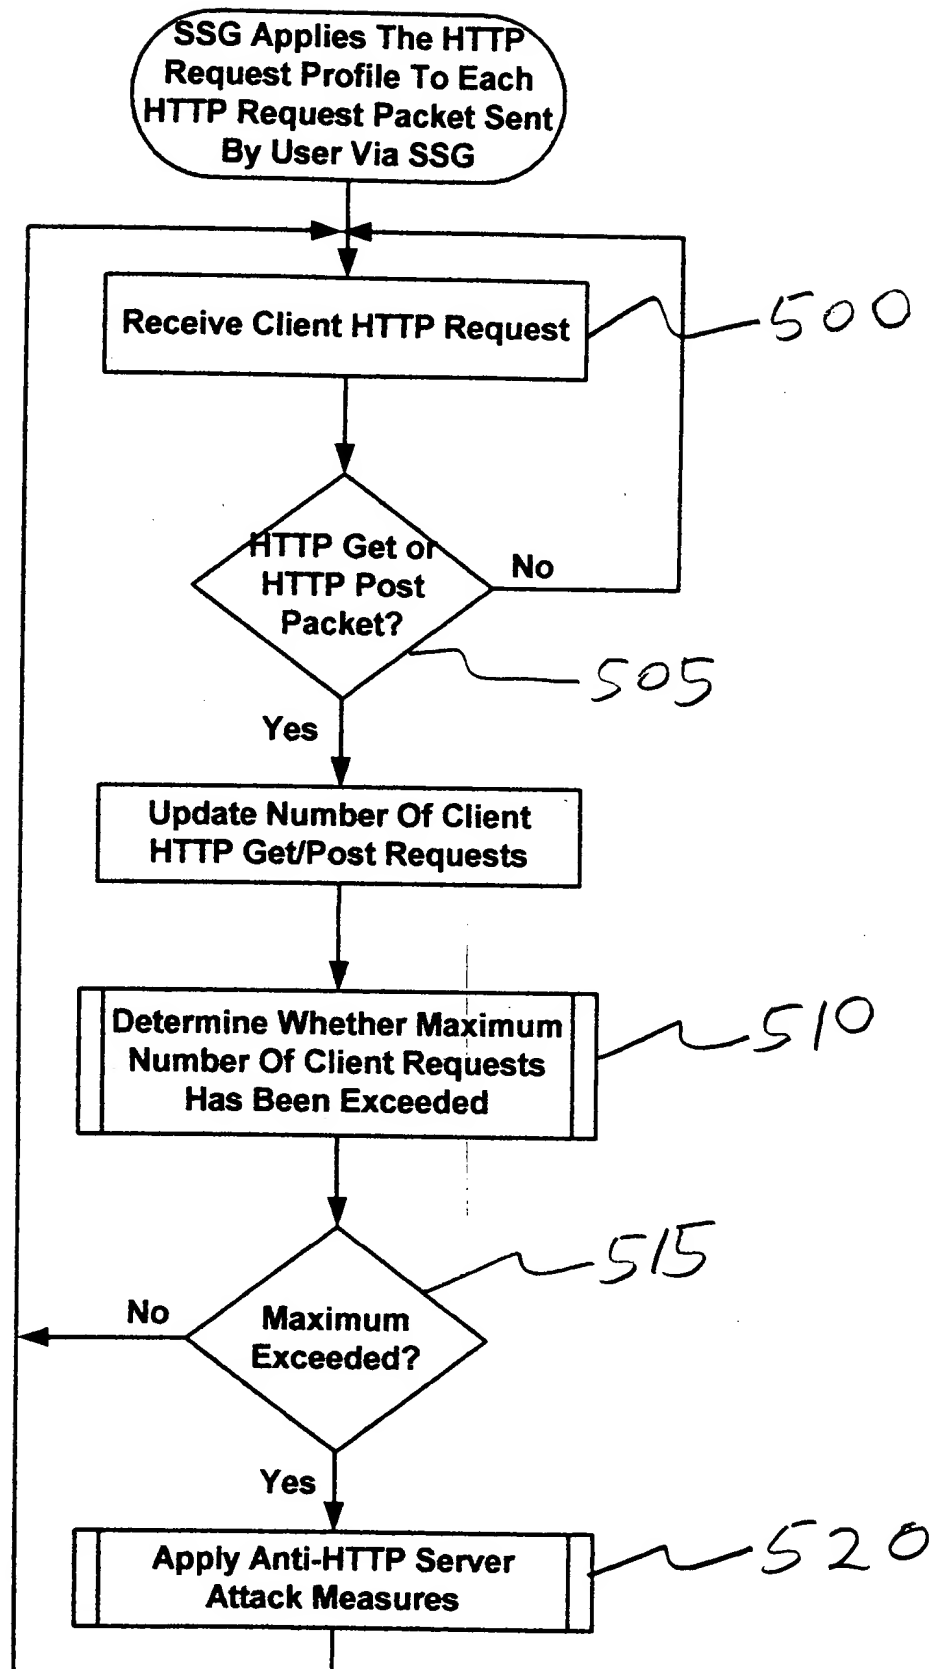 SSG Applies The HTTP
Request Profile To Each
HTTP Request Packet Sent
By User Via SSG
Receive Client HTTP Request
500
HTTP Get or
HTTP Post
Packet?
No
505
Yes
Update Number Of Client
HTTP Get/Post Requests
Determine Whether Maximum
Number Of Client Requests
Has Been Exceeded
510
515
No
Maximum
Exceeded?
Yes
Apply Anti-HTTP Server
Attack Measures
520